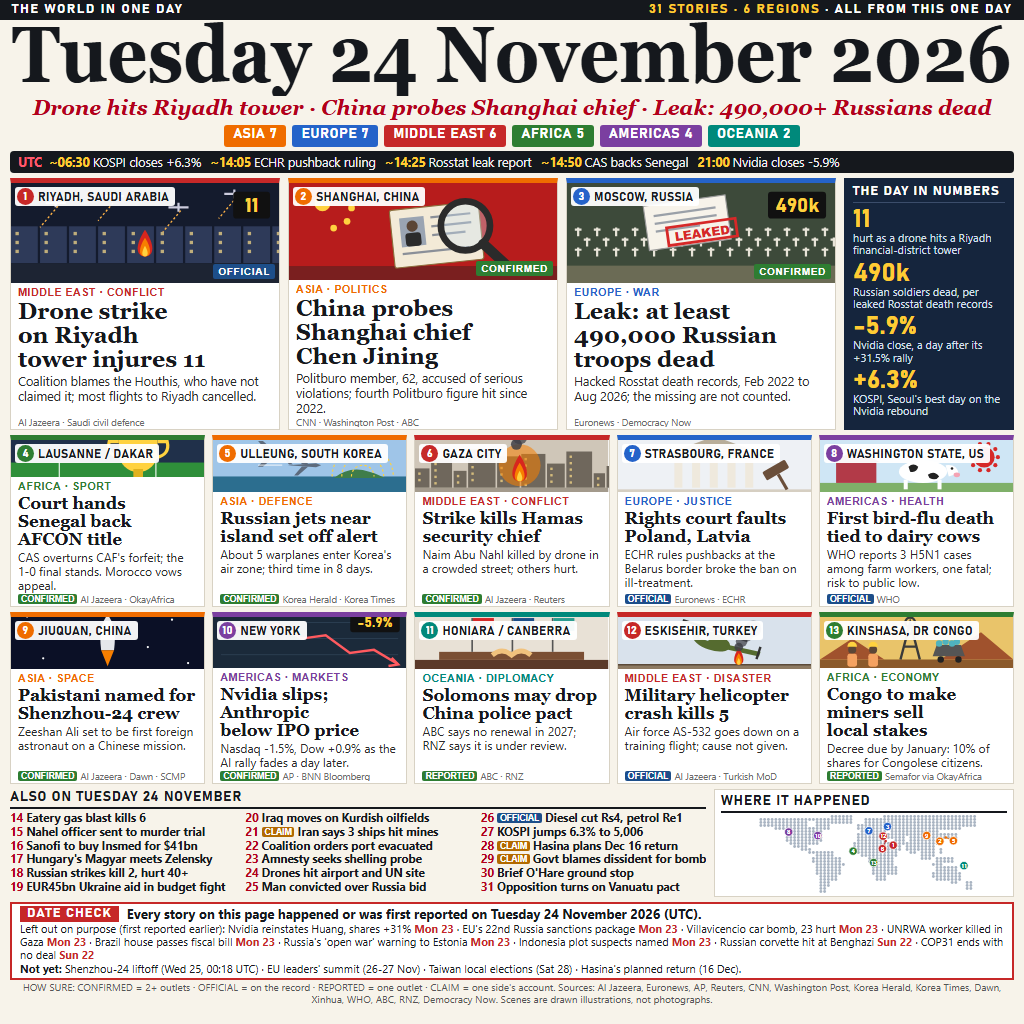 THE WORLD IN ONE DAY
31 STORIES · 6 REGIONS · ALL FROM THIS ONE DAY
Tuesday 24 November 2026
Drone hits Riyadh tower · China probes Shanghai chief · Leak: 490,000+ Russians dead
ASIA 7
EUROPE 7
MIDDLE EAST 6
AFRICA 5
AMERICAS 4
OCEANIA 2
UTC ~06:30 KOSPI closes +6.3% ~14:05 ECHR pushback ruling ~14:25 Rosstat leak report ~14:50 CAS backs Senegal 21:00 Nvidia closes -5.9%
1 RIYADH, SAUDI ARABIA
11
OFFICIAL
MIDDLE EAST · CONFLICT
Drone strike
on Riyadh
tower injures 11
Coalition blames the Houthis, who have not
claimed it; most flights to Riyadh cancelled.
Al Jazeera · Saudi civil defence
2 SHANGHAI, CHINA
CONFIRMED
ASIA · POLITICS
China probes
Shanghai chief
Chen Jining
Politburo member, 62, accused of serious
violations; fourth Politburo figure hit since
2022.
CNN · Washington Post · ABC
3 MOSCOW, RUSSIA
490k
LEAKED
CONFIRMED
EUROPE · WAR
Leak: at least
490,000 Russian
troops dead
Hacked Rosstat death records, Feb 2022 to
Aug 2026; the missing are not counted.
Euronews · Democracy Now
THE DAY IN NUMBERS
11
hurt as a drone hits a Riyadh
financial-district tower
490k
Russian soldiers dead, per
leaked Rosstat death records
-5.9%
Nvidia close, a day after its
+31.5% rally
+6.3%
KOSPI, Seoul's best day on the
Nvidia rebound
4 LAUSANNE / DAKAR
AFRICA · SPORT
Court hands
Senegal back
AFCON title
CAS overturns CAF's forfeit; the
1-0 final stands. Morocco vows
appeal.
CONFIRMED Al Jazeera · OkayAfrica
5 ULLEUNG, SOUTH KOREA
ASIA · DEFENCE
Russian jets near
island set off alert
About 5 warplanes enter Korea's
air zone; third time in 8 days.
CONFIRMED Korea Herald · Korea Times
6 GAZA CITY
MIDDLE EAST · CONFLICT
Strike kills Hamas
security chief
Naim Abu Nahl killed by drone in
a crowded street; others hurt.
CONFIRMED Al Jazeera · Reuters
7 STRASBOURG, FRANCE
EUROPE · JUSTICE
Rights court faults
Poland, Latvia
ECHR rules pushbacks at the
Belarus border broke the ban on
ill-treatment.
OFFICIAL Euronews · ECHR
8 WASHINGTON STATE, US
AMERICAS · HEALTH
First bird-flu death
tied to dairy cows
WHO reports 3 H5N1 cases
among farm workers, one fatal;
risk to public low.
OFFICIAL WHO
9 JIUQUAN, CHINA
ASIA · SPACE
Pakistani named for
Shenzhou-24 crew
Zeeshan Ali set to be first foreign
astronaut on a Chinese mission.
CONFIRMED Al Jazeera · Dawn · SCMP
10 NEW YORK
-5.9%
AMERICAS · MARKETS
Nvidia slips;
Anthropic
below IPO price
Nasdaq -1.5%, Dow +0.9% as the
AI rally fades a day later.
CONFIRMED AP · BNN Bloomberg
11 HONIARA / CANBERRA
OCEANIA · DIPLOMACY
Solomons may drop
China police pact
ABC says no renewal in 2027;
RNZ says it is under review.
REPORTED ABC · RNZ
12 ESKISEHIR, TURKEY
MIDDLE EAST · DISASTER
Military helicopter
crash kills 5
Air force AS-532 goes down on a
training flight; cause not given.
OFFICIAL Al Jazeera · Turkish MoD
13 KINSHASA, DR CONGO
AFRICA · ECONOMY
Congo to make
miners sell
local stakes
Decree due by January: 10% of
shares for Congolese citizens.
REPORTED Semafor via OkayAfrica
ALSO ON TUESDAY 24 NOVEMBER
14 Eatery gas blast kills 6
15 Nahel officer sent to murder trial
16 Sanofi to buy Insmed for $41bn
17 Hungary's Magyar meets Zelensky
18 Russian strikes kill 2, hurt 40+
19 EUR45bn Ukraine aid in budget fight
20 Iraq moves on Kurdish oilfields
21 CLAIM Iran says 3 ships hit mines
22 Coalition orders port evacuated
23 Amnesty seeks shelling probe
24 Drones hit airport and UN site
25 Man convicted over Russia bid
26 OFFICIAL Diesel cut Rs4, petrol Re1
27 KOSPI jumps 6.3% to 5,006
28 CLAIM Hasina plans Dec 16 return
29 CLAIM Govt blames dissident for bomb
30 Brief O'Hare ground stop
31 Opposition turns on Vanuatu pact
WHERE IT HAPPENED
DATE CHECK Every story on this page happened or was first reported on Tuesday 24 November 2026 (UTC).
Left out on purpose (first reported earlier): Nvidia reinstates Huang, shares +31% Mon 23 · EU's 22nd Russia sanctions package Mon 23 · Villavicencio car bomb, 23 hurt Mon 23 · UNRWA worker killed in
Gaza Mon 23 · Brazil house passes fiscal bill Mon 23 · Russia's 'open war' warning to Estonia Mon 23 · Indonesia plot suspects named Mon 23 · Russian corvette hit at Benghazi Sun 22 · COP31 ends with
no deal Sun 22
Not yet: Shenzhou-24 liftoff (Wed 25, 00:18 UTC) · EU leaders' summit (26-27 Nov) · Taiwan local elections (Sat 28) · Hasina's planned return (16 Dec).
HOW SURE: CONFIRMED = 2+ outlets · OFFICIAL = on the record · REPORTED = one outlet · CLAIM = one side's account. Sources: Al Jazeera, Euronews, AP, Reuters, CNN, Washington Post, Korea Herald, Korea Times, Dawn,
Xinhua, WHO, ABC, RNZ, Democracy Now. Scenes are drawn illustrations, not photographs.